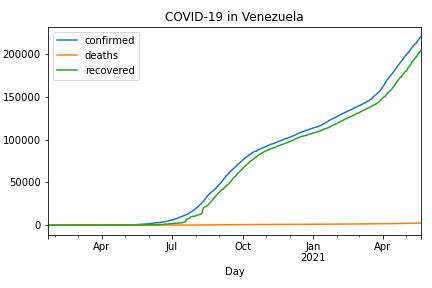 COVID-19 in Venezuela
confirmed
deaths
recovered
200000
150000
100000
50000
0
Apr Jul Oct Jan Apr
2021
Day